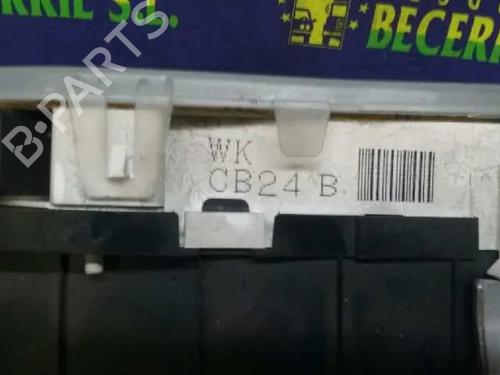 RRIL S.L.
BECERR
WK
CB24 B
B-PARTS